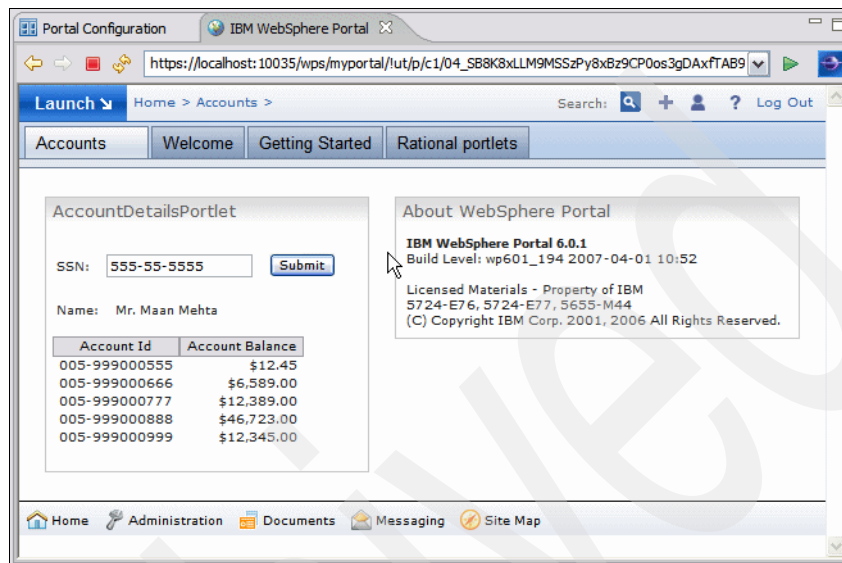 Portal Configuration
IBM WebSphere Portal
https://localhost:10035/wps/myportal/!ut/p/c1/04_SB8K8xLLM9MSSzPy8xBz9CP0os3gDAxfTAB9
Launch
Home > Accounts >
Search:
? Log Out
Accounts
Welcome
Getting Started
Rational portlets
AccountDetailsPortlet
SSN: 555-55-5555 Submit
Name: Mr. Maan Mehta
Account Id Account Balance
005-999000555 $12.45
005-999000666 $6,589.00
005-999000777 $12,389.00
005-999000888 $46,723.00
005-999000999 $12,345.00
About WebSphere Portal
IBM WebSphere Portal 6.0.1
Build Level: wp601_194 2007-04-01 10:52
Licensed Materials - Property of IBM
5724-E76, 5724-E77, 5655-M44
(C) Copyright IBM Corp. 2001, 2006 All Rights Reserved.
Home
Administration
Documents
Messaging
Site Map